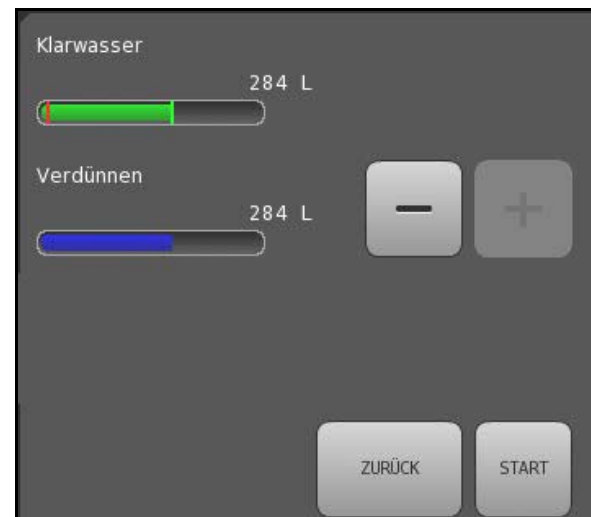 Klarwasser
284 L
Verdünnen
284 L
ZURÜCK
START